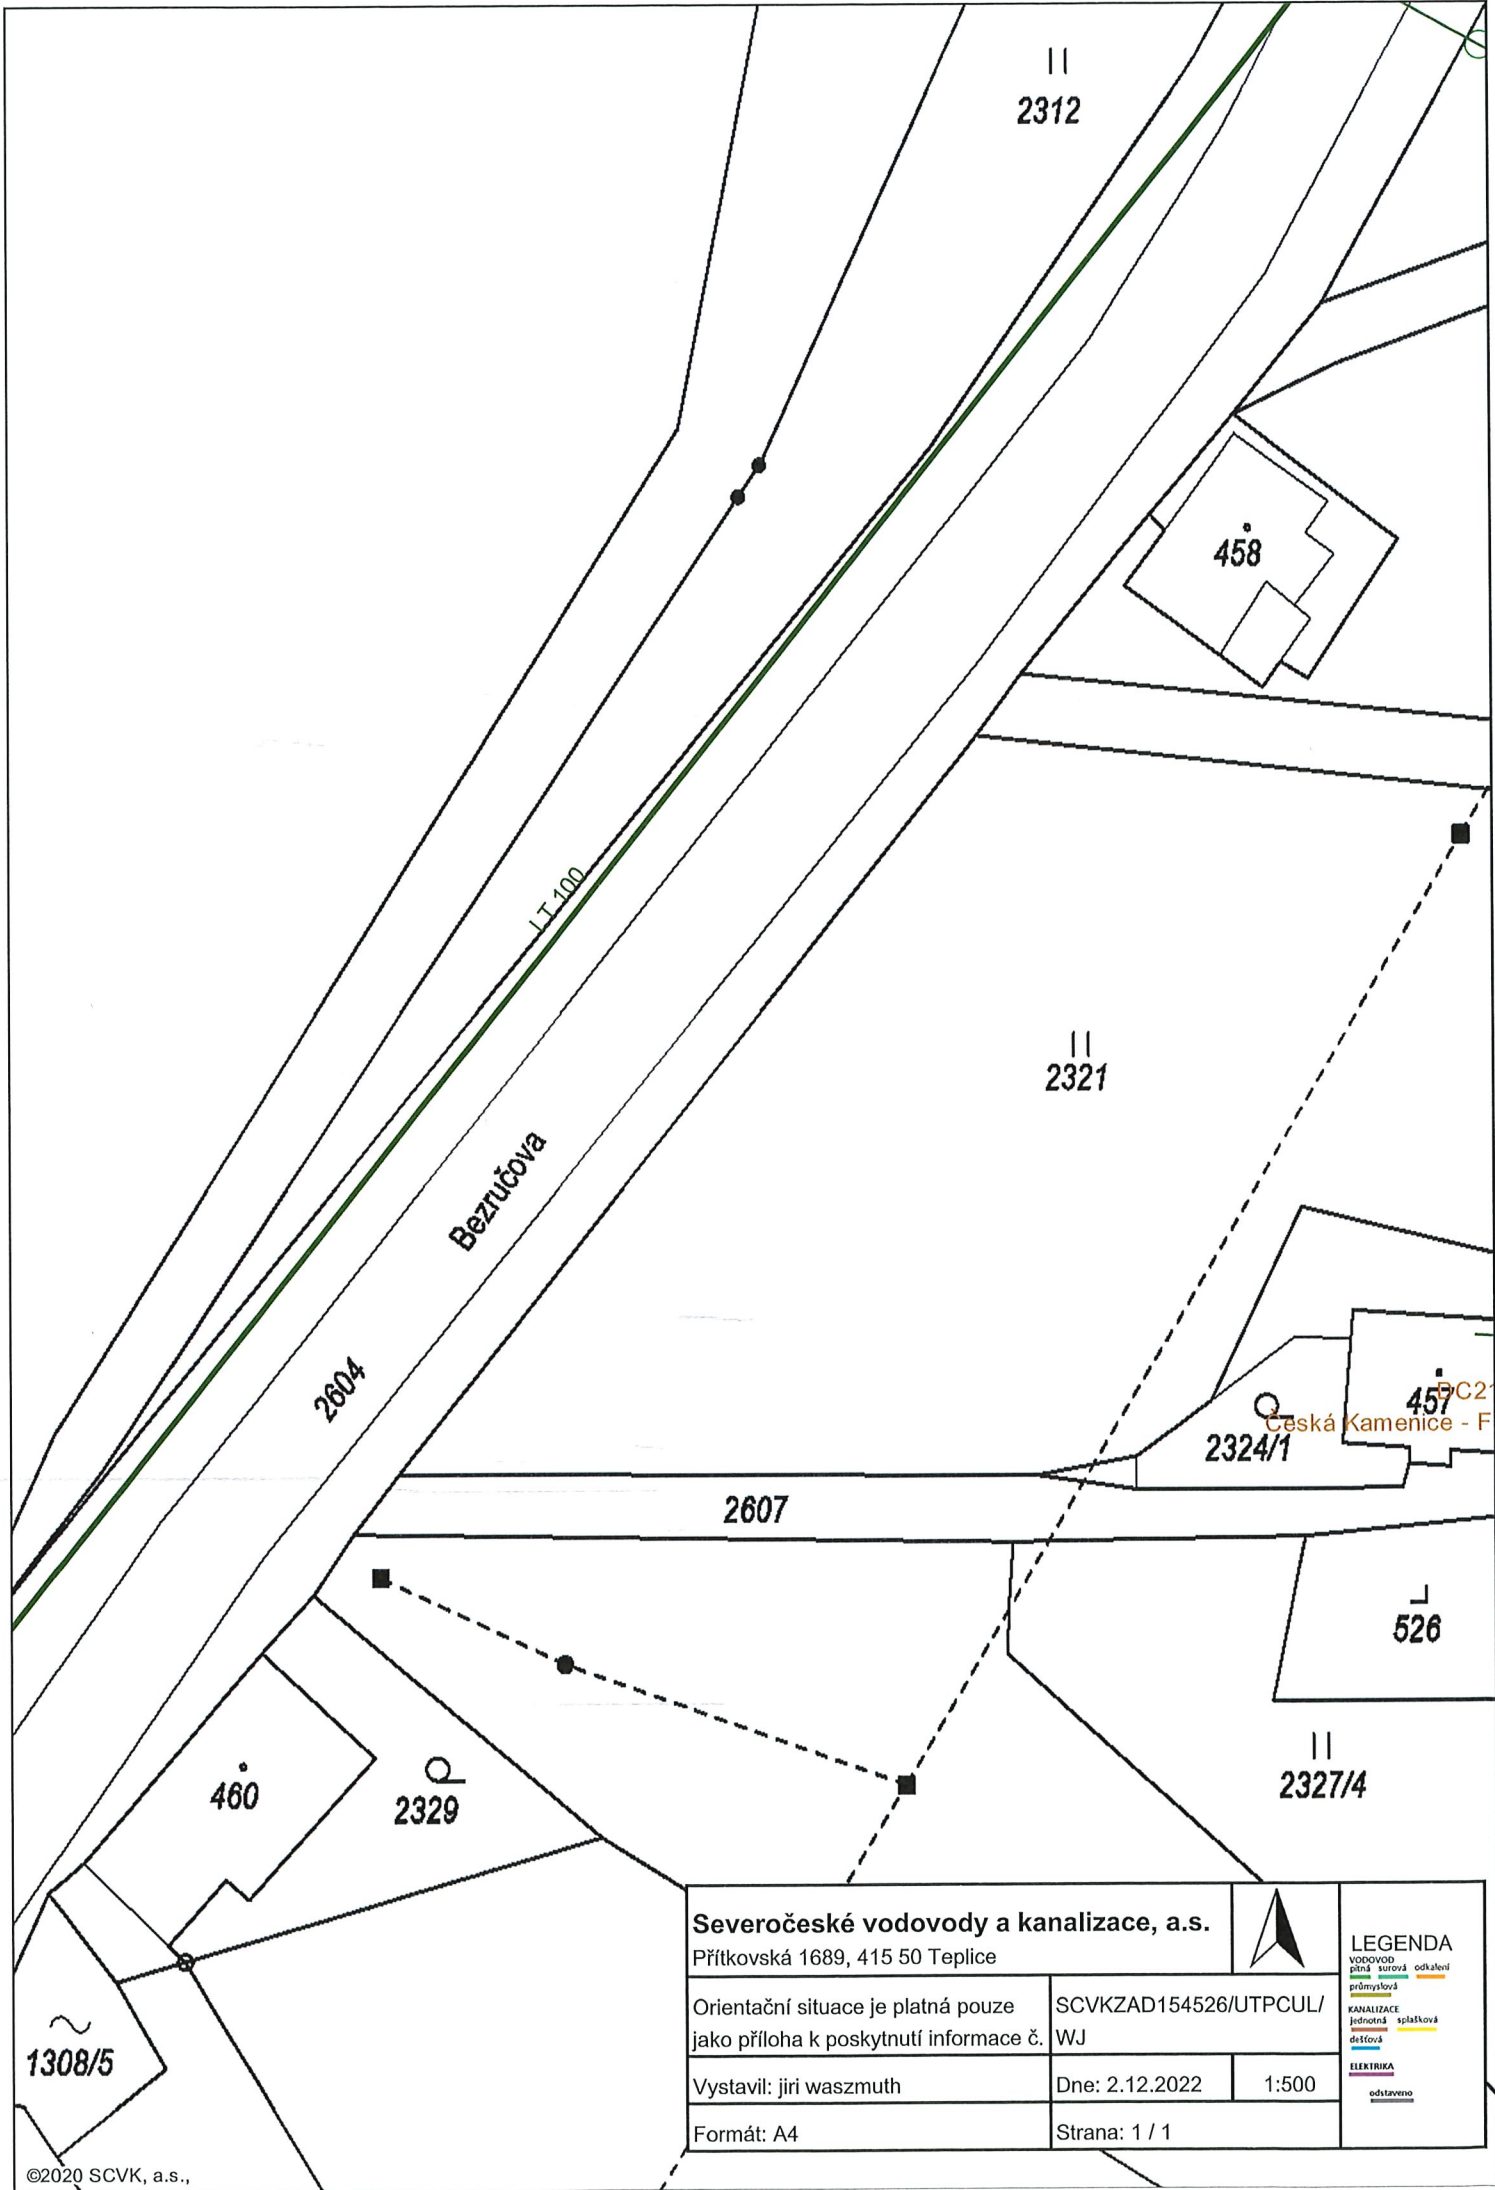 2312
458
LT 100
2321
Bezručova
2604
457
DC21
Česká Kamenice - F
2324/1
2607
526
2327/4
460
2329
1308/5
Severočeské vodovody a kanalizace, a.s.
Přítkovská 1689, 415 50 Teplice
Orientační situace je platná pouze
jako příloha k poskytnutí informace č.
SCVKZAD154526/UTPCUL/
WJ
Vystavil: jiri waszmuth
Dne: 2.12.2022
1:500
Formát: A4
Strana: 1 / 1
LEGENDA
VODOVOD
pitná surová odkalení
průmyslová
KANALIZACE
jednotná splašková
dešťová
ELEKTRIKA
odstaveno
©2020 SCVK, a.s.,